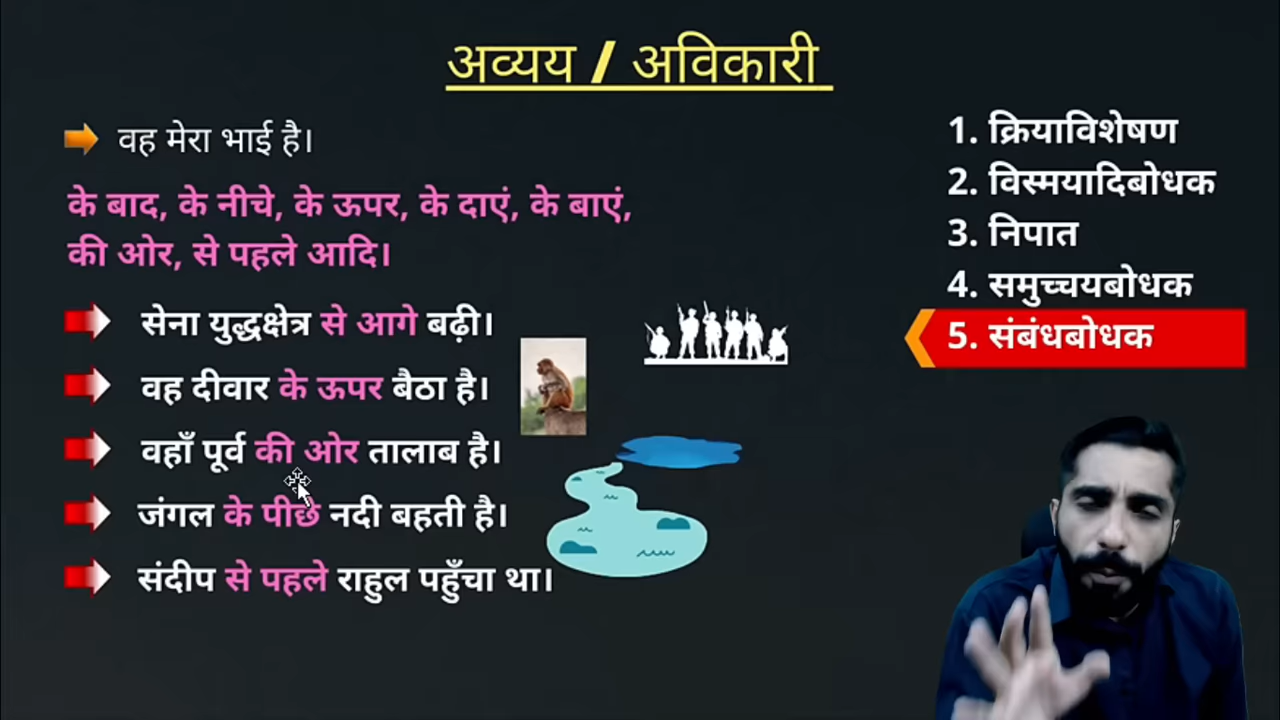 अव्यय / अविकारी
वह मेरा भाई है।
के बाद, के नीचे, के ऊपर, के दाएं, के बाएं,
की ओर, से पहले आदि।
सेना युद्धक्षेत्र से आगे बढ़ी।
वह दीवार के ऊपर बैठा है।
वहाँ पूर्व की ओर तालाब है।
जंगल के पीछे नदी बहती है।
संदीप से पहले राहुल पहुँचा था।
1. क्रियाविशेषण
2. विस्मयादिबोधक
3. निपात
4. समुच्चयबोधक
5. संबंधबोधक